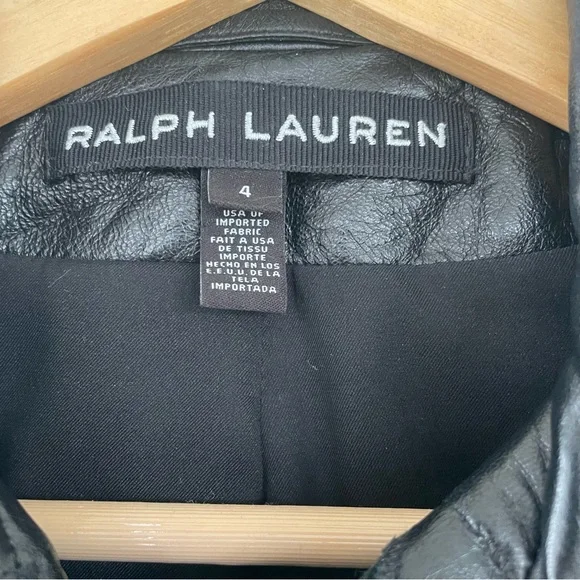 RALPH LAUREN
4
USA OF
IMPORTED
FABRIC
FAIT A USA
DE TISSU
IMPORTE
HECHO EN LOS
E.E.U.U. DE LA
TELA
IMPORTADA